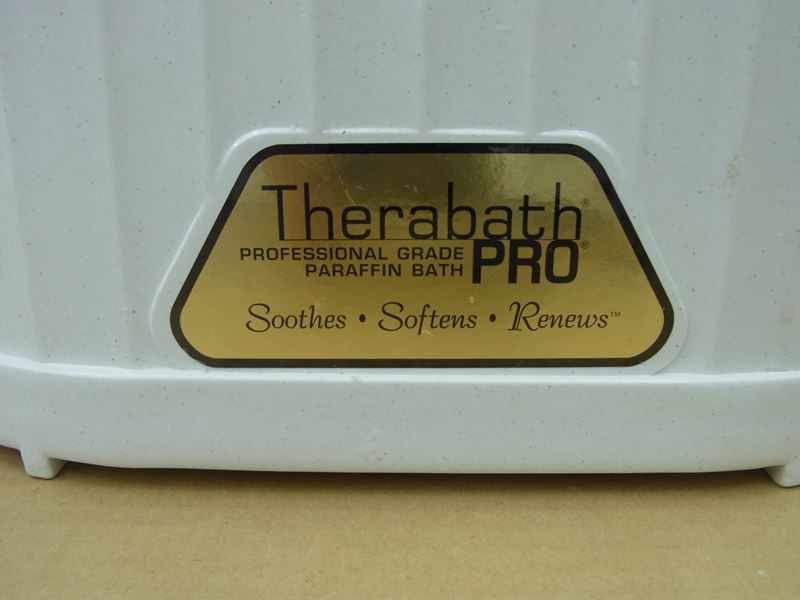 Therabath®
PROFESSIONAL GRADE
PARAFFIN BATH PRO®
Soothes • Softens • Renews™